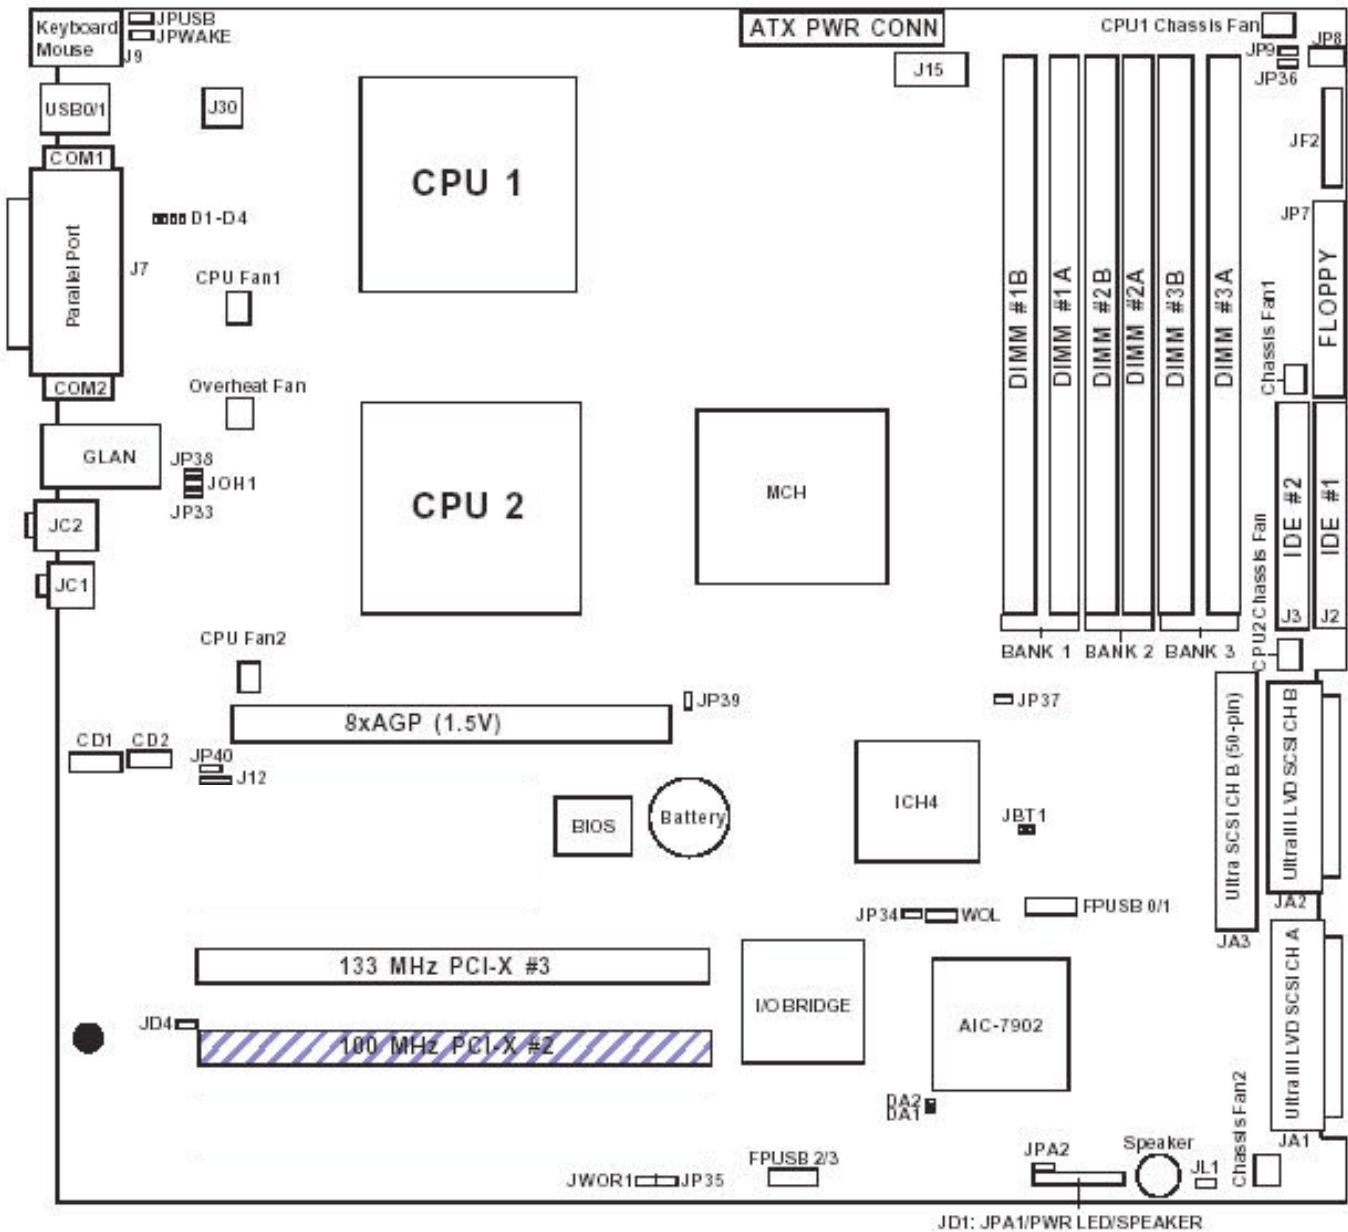 Keyboard
Mouse
JPUSB
JPWAKE
J9
ATX PWR CONN
CPU1 Chassis Fan
JP9
JP8
JP36
J15
USB0/1
J30
JF2
COM1
CPU 1
D1-D4
JP7
Parallel Port
J7
CPU Fan1
DIMM #1B
DIMM #1A
DIMM #2B
DIMM #2A
DIMM #3B
DIMM #3A
Chassis Fan1
FLOPPY
COM2
Overheat Fan
GLAN
JP38
JOH1
JP33
CPU 2
MCH
JC2
JC1
CPU2 Chassis Fan
IDE #2
IDE #1
J3
J2
CPU Fan2
BANK 1
BANK 2
BANK 3
8xAGP (1.5V)
JP39
JP37
CD1
CD2
JP40
J12
BIOS
Battery
ICH4
JBT1
Ultra SCSI CH B (50-pin)
Ultra III LVD SCSI CH B
JP34
WOL
FPUSB 0/1
JA2
JA3
133 MHz PCI-X #3
I/O BRIDGE
AIC-7902
Ultra III LVD SCSI CH A
JD4
100 MHz PCI-X #2
DA2
DA1
Chassis Fan2
JA1
JWOR1
JP35
FPUSB 2/3
JPA2
Speaker
JL1
JD1: JPA1/PWR LED/SPEAKER